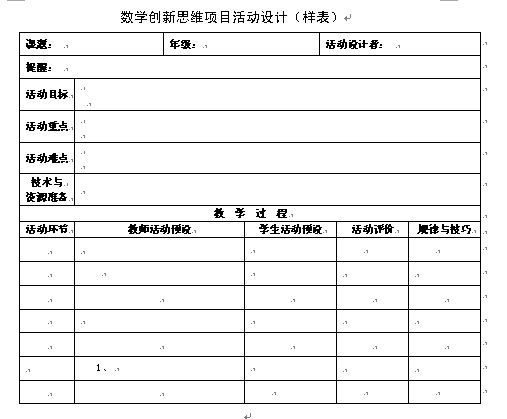 数学创新思维项目活动设计（样表）
课题： 年级： 活动设计者：
提醒：
活动目标
活动重点
活动难点
技术与
资源准备
教 学 过 程
活动环节 教师活动预设 学生活动预设 活动评价 规律与技巧
1、